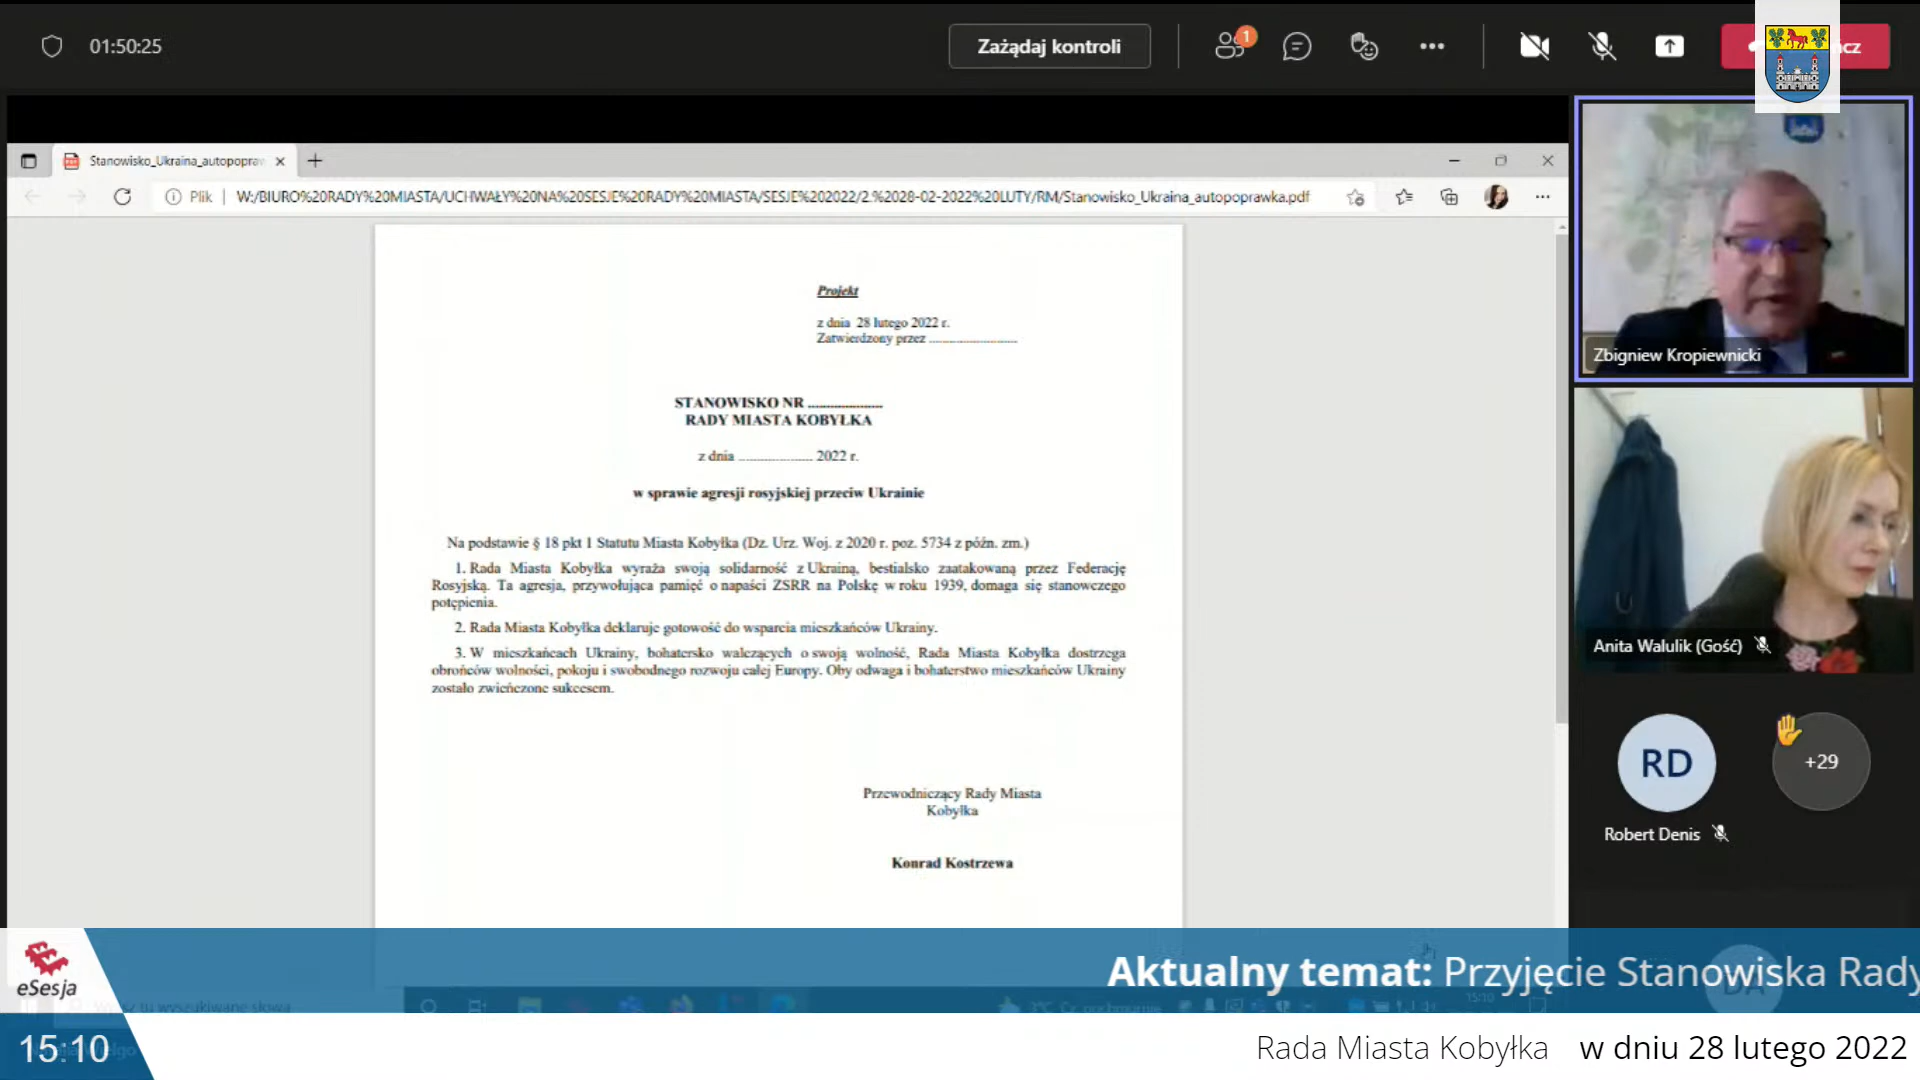 01:50:25
Zażądaj kontroli
1
Stanowisko_Ukraina_autopopraw
Plik
W:/BIURO%20RADY%20MIASTA/UCHWAŁY%20NA%20SESJE%20RADY%20MIASTA/SESJE%202022/2.%2028-02-2022%20LUTY/RM/Stanowisko_Ukraina_autopoprawka.pdf
Projekt
z dnia 28 lutego 2022 r.
Zatwierdzony przez ..............................
STANOWISKO NR ......................
RADY MIASTA KOBYŁKA
z dnia ......................... 2022 r.
w sprawie agresji rosyjskiej przeciw Ukrainie
Na podstawie § 18 pkt 1 Statutu Miasta Kobyłka (Dz. Urz. Woj. z 2020 r. poz. 5734 z późn. zm.)
1. Rada Miasta Kobyłka wyraża swoją solidarność z Ukrainą, bestialsko zaatakowaną przez Federację
Rosyjską. Ta agresja, przywołująca pamięć o napaści ZSRR na Polskę w roku 1939, domaga się stanowczego
potępienia.
2. Rada Miasta Kobyłka deklaruje gotowość do wsparcia mieszkańców Ukrainy.
3. W mieszkańcach Ukrainy, bohatersko walczących o swoją wolność, Rada Miasta Kobyłka dostrzega
obrońców wolności, pokoju i swobodnego rozwoju całej Europy. Oby odwaga i bohaterstwo mieszkańców Ukrainy
zostało zwieńczone sukcesem.
Przewodniczący Rady Miasta
Kobyłka
Konrad Kostrzewa
Zbigniew Kropiewnicki
Anita Walulik (Gość)
RD
+29
Robert Denis
eSesja
Aktualny temat: Przyjęcie Stanowiska Rady
15:10
Rada Miasta Kobyłka w dniu 28 lutego 2022